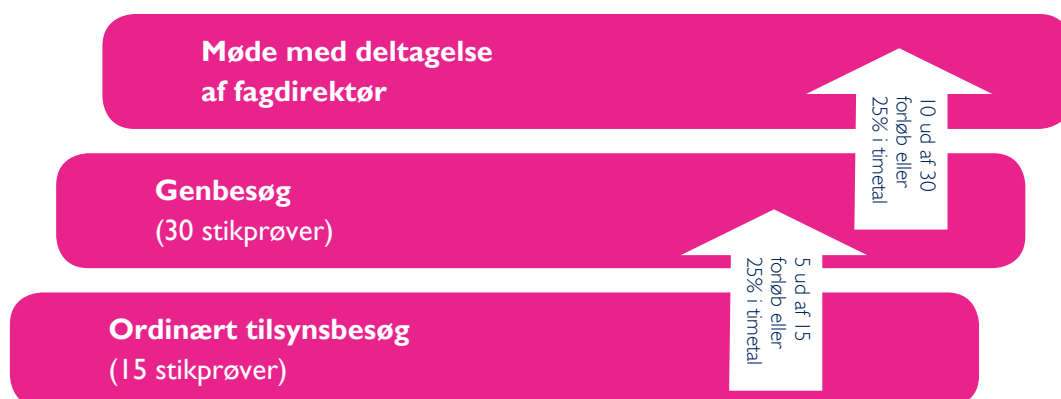 Møde med deltagelse
af fagdirektør
10 ud af 30
forløb eller
25% i timetal
Genbesøg
(30 stikprøver)
5 ud af 15
forløb eller
25% i timetal
Ordinært tilsynsbesøg
(15 stikprøver)